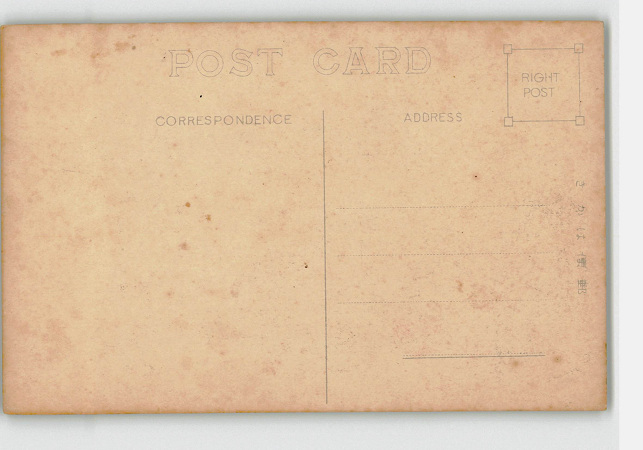 POST CARD
RIGHT
POST
CORRESPONDENCE
ADDRESS